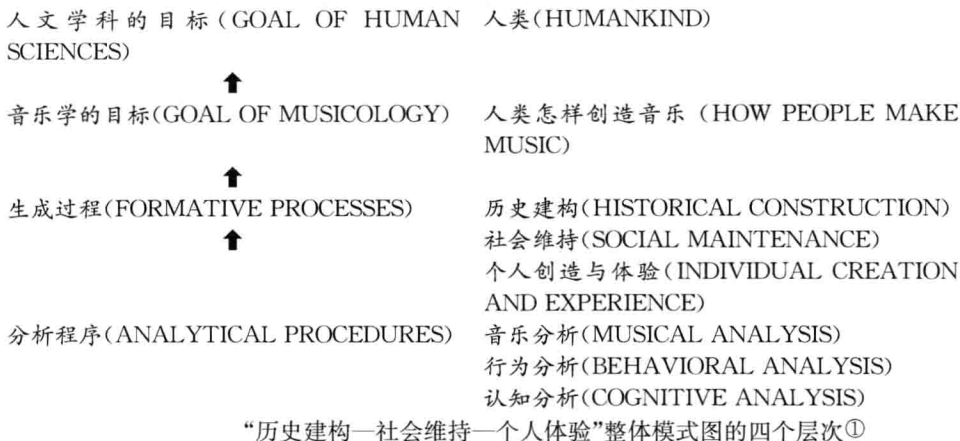 人文学科的目标(GOAL OF HUMAN 人类(HUMANKIND)
SCIENCES)
音乐学的目标(GOAL OF MUSICOLOGY) 人类怎样创造音乐 (HOW PEOPLE MAKE
MUSIC)
生成过程(FORMATIVE PROCESSES) 历史建构(HISTORICAL CONSTRUCTION)
社会维持(SOCIAL MAINTENANCE)
个人创造与体验(INDIVIDUAL CREATION
AND EXPERIENCE)
分析程序(ANALYTICAL PROCEDURES) 音乐分析(MUSICAL ANALYSIS)
行为分析(BEHAVIORAL ANALYSIS)
认知分析(COGNITIVE ANALYSIS)
“历史建构—社会维持—个人体验”整体模式图的四个层次①